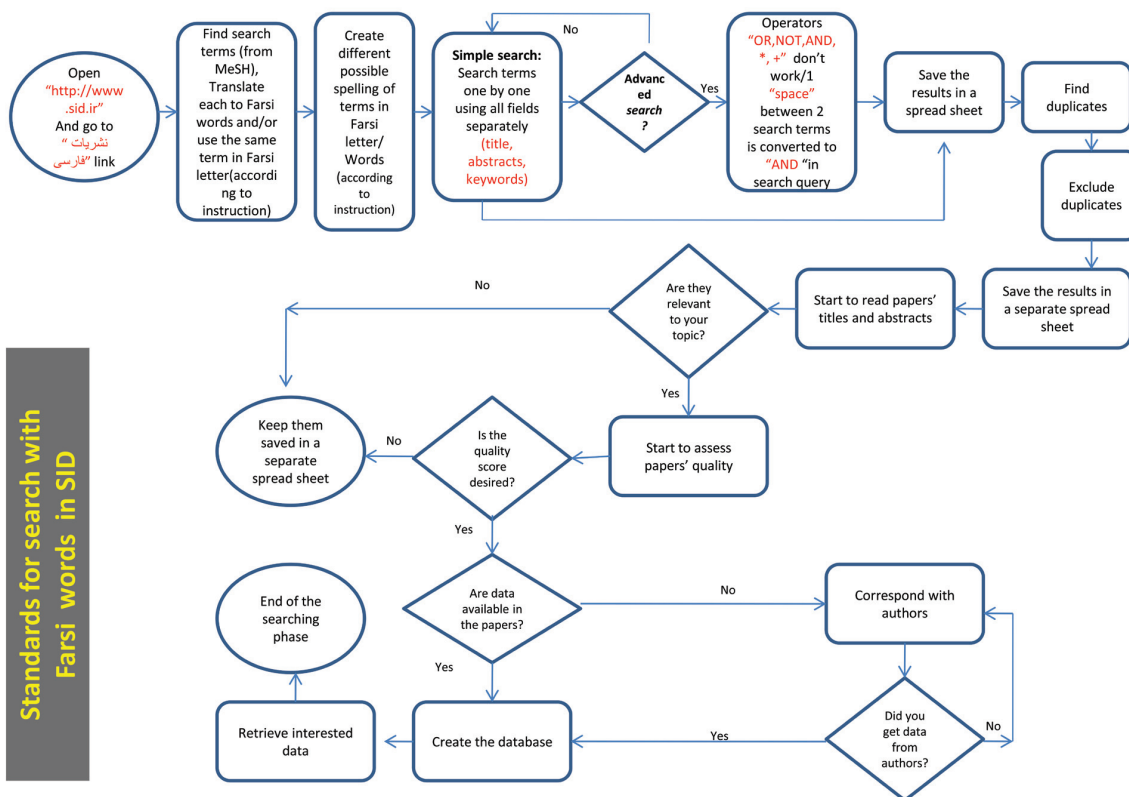 Open
“http://www
.sid.ir”
And go to
“ نشریات
فارسی” link
Find search
terms (from
MeSH),
Translate
each to Farsi
words and/or
use the same
term in Farsi
letter(accordi
ng to
instruction)
Create
different
possible
spelling of
terms in
Farsi
letter/
Words
(according
to
instruction)
Simple search:
Search terms
one by one
using all fields
separately
(title,
abstracts,
keywords)
No
Advanc
ed
search
?
Yes
Operators
“OR,NOT,AND,
*, +” don’t
work/1
“space”
between 2
search terms
is converted to
“AND “in
search query
Save the
results in a
spread sheet
Find
duplicates
Exclude
duplicates
Save the results in
a separate spread
sheet
Start to read papers’
titles and abstracts
Are they
relevant
to your
topic?
No
Yes
Keep them
saved in a
separate
spread sheet
No
Is the
quality
score
desired?
Start to assess
papers’ quality
Yes
Are data
available in
the papers?
No
Correspond with
authors
Yes
Did you
get data
from
authors?
No
Yes
Create the database
Retrieve interested
data
End of the
searching
phase
Standards for search with
Farsi words in SID